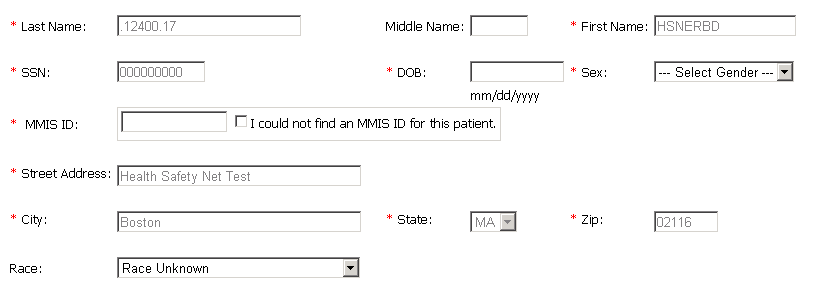 * Last Name: .12400.17 Middle Name: * First Name: HSNERBD
* SSN: 000000000 * DOB: * Sex: --- Select Gender ---
mm/dd/yyyy
* MMIS ID: I could not find an MMIS ID for this patient.
* Street Address: Health Safety Net Test
* City: Boston * State: MA * Zip: 02116
Race: Race Unknown